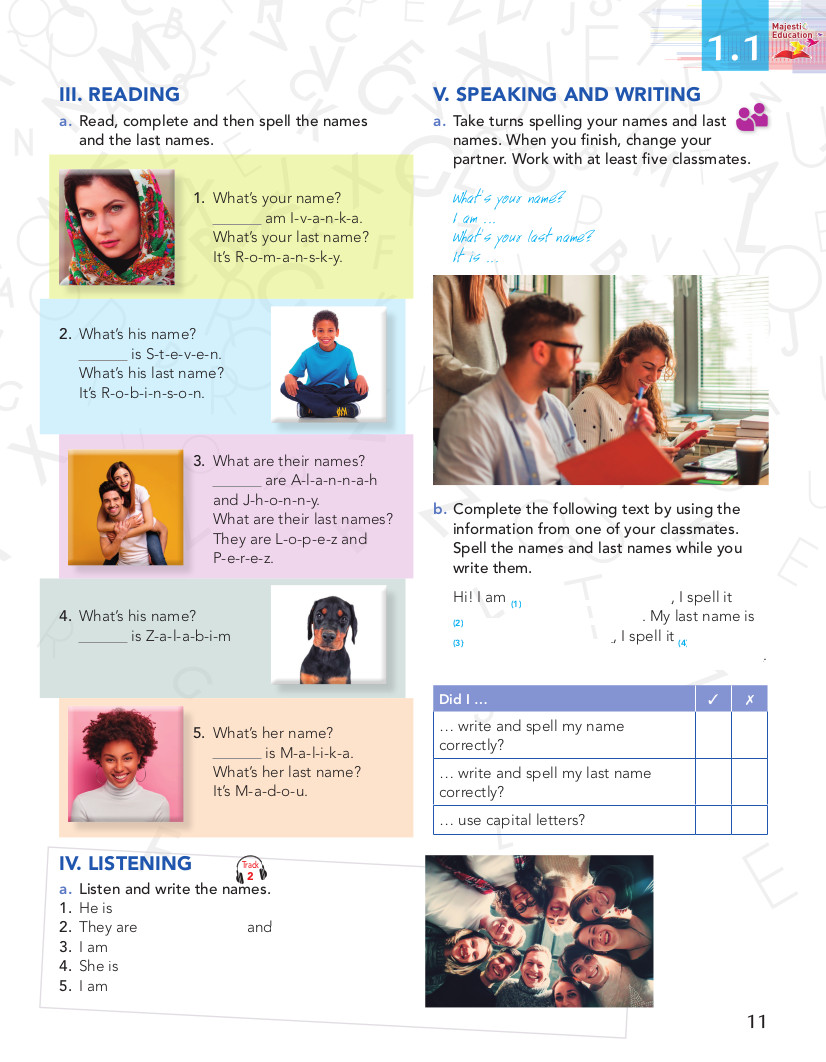 1.1
Majesti
Education
III. READING
a. Read, complete and then spell the names
and the last names.
1. What's your name?
______ am I-v-a-n-k-a.
What's your last name?
It's R-o-m-a-n-s-k-y.
2. What's his name?
______ is S-t-e-v-e-n.
What's his last name?
It's R-o-b-i-n-s-o-n.
3. What are their names?
______ are A-l-a-n-n-a-h
and J-h-o-n-n-y.
What are their last names?
They are L-o-p-e-z and
P-e-r-e-z.
4. What's his name?
______ is Z-a-l-a-b-i-m
5. What's her name?
______ is M-a-l-i-k-a.
What's her last name?
It's M-a-d-o-u.
IV. LISTENING
Track
2
a. Listen and write the names.
1. He is
2. They are and
3. I am
4. She is
5. I am
V. SPEAKING AND WRITING
a. Take turns spelling your names and last
names. When you finish, change your
partner. Work with at least five classmates.
What's your name?
I am ...
What's your last name?
It is ...
b. Complete the following text by using the
information from one of your classmates.
Spell the names and last names while you
write them.
Hi! I am (1) , I spell it
(2) . My last name is
(3) , I spell it (4)
.
Did I ... ✓ ✗
... write and spell my name
correctly?
... write and spell my last name
correctly?
... use capital letters?
11